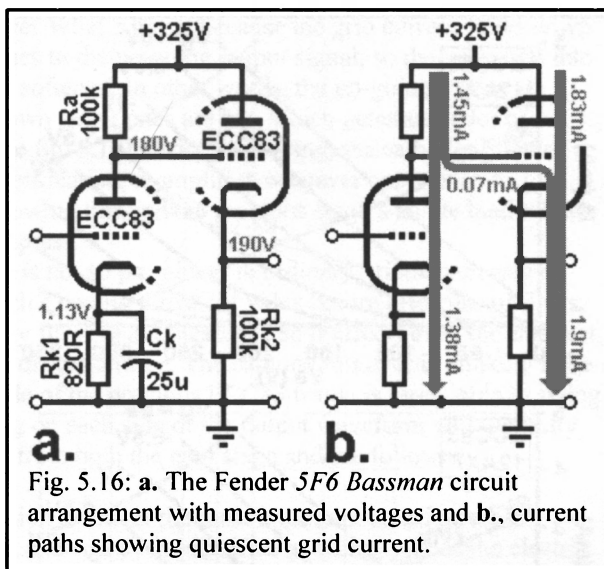 +325V
+325V
Ra
100k
180V
ECC83
ECC83
190V
1.13V
Rk1
820R
Ck
25u
Rk2
100k
a.
1.45mA
1.83mA
0.07mA
1.38mA
1.9mA
b.
Fig. 5.16: a. The Fender 5F6 Bassman circuit
arrangement with measured voltages and b., current
paths showing quiescent grid current.